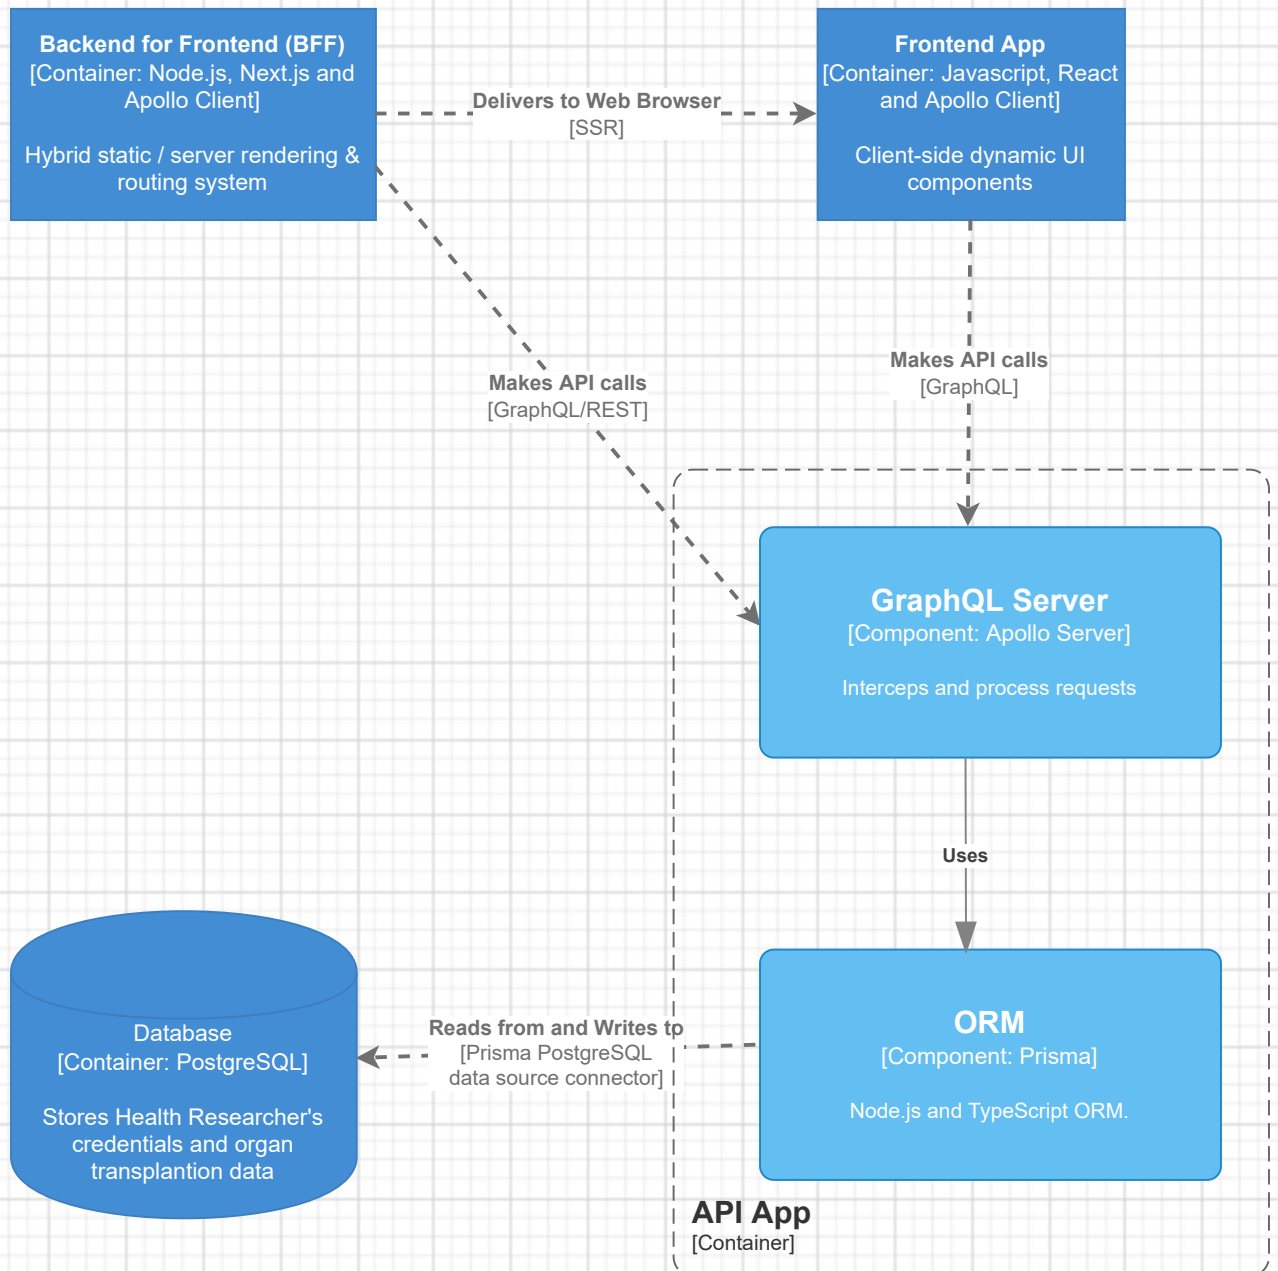 Backend for Frontend (BFF)
[Container: Node.js, Next.js and
Apollo Client]
Hybrid static / server rendering &
routing system
Delivers to Web Browser
[SSR]
Frontend App
[Container: Javascript, React
and Apollo Client]
Client-side dynamic UI
components
Makes API calls
[GraphQL/REST]
Makes API calls
[GraphQL]
GraphQL Server
[Component: Apollo Server]
Interceps and process requests
Uses
Database
[Container: PostgreSQL]
Stores Health Researcher's
credentials and organ
transplantion data
Reads from and Writes to
[Prisma PostgreSQL
data source connector]
ORM
[Component: Prisma]
Node.js and TypeScript ORM.
API App
[Container]